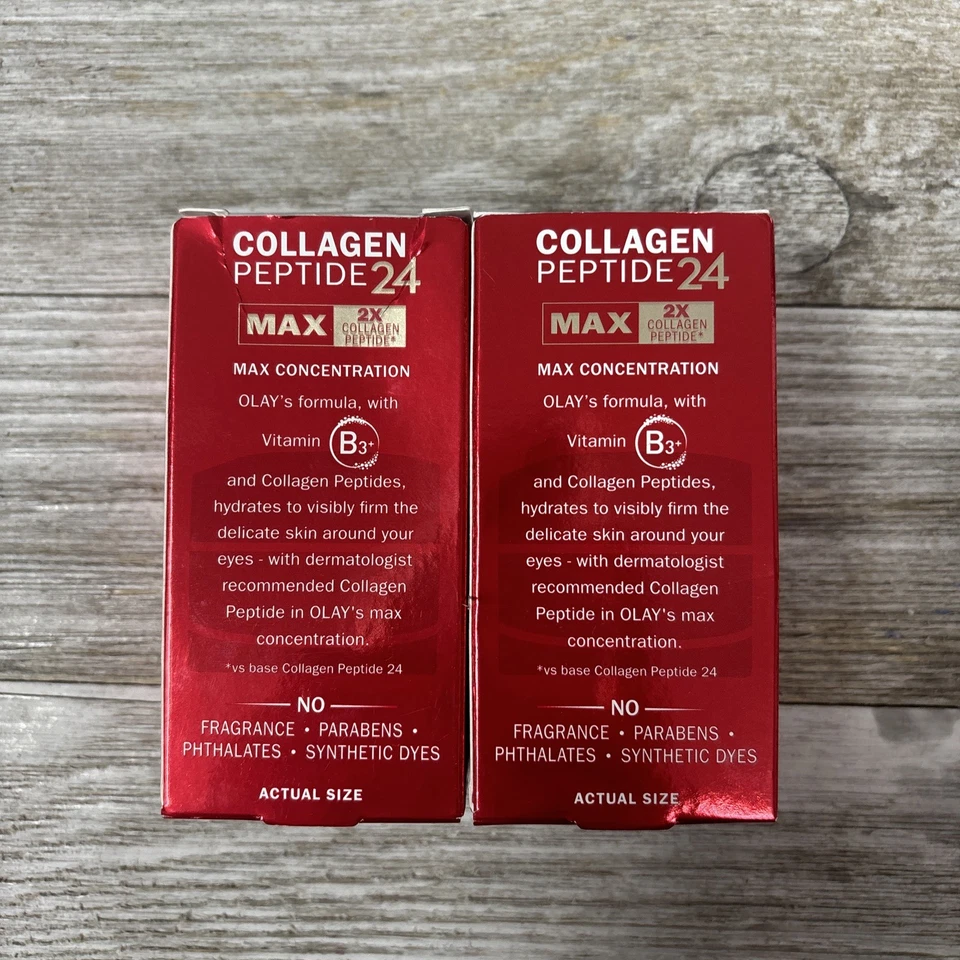 COLLAGEN
PEPTIDE 24
MAX 2X
COLLAGEN
PEPTIDE*
MAX CONCENTRATION
OLAY's formula, with
Vitamin B3+
and Collagen Peptides,
hydrates to visibly firm the
delicate skin around your
eyes - with dermatologist
recommended Collagen
Peptide in OLAY's max
concentration.
*vs base Collagen Peptide 24
NO
FRAGRANCE • PARABENS •
PHTHALATES • SYNTHETIC DYES
ACTUAL SIZE
COLLAGEN
PEPTIDE 24
MAX 2X
COLLAGEN
PEPTIDE*
MAX CONCENTRATION
OLAY's formula, with
Vitamin B3+
and Collagen Peptides,
hydrates to visibly firm the
delicate skin around your
eyes - with dermatologist
recommended Collagen
Peptide in OLAY's max
concentration.
*vs base Collagen Peptide 24
NO
FRAGRANCE • PARABENS •
PHTHALATES • SYNTHETIC DYES
ACTUAL SIZE